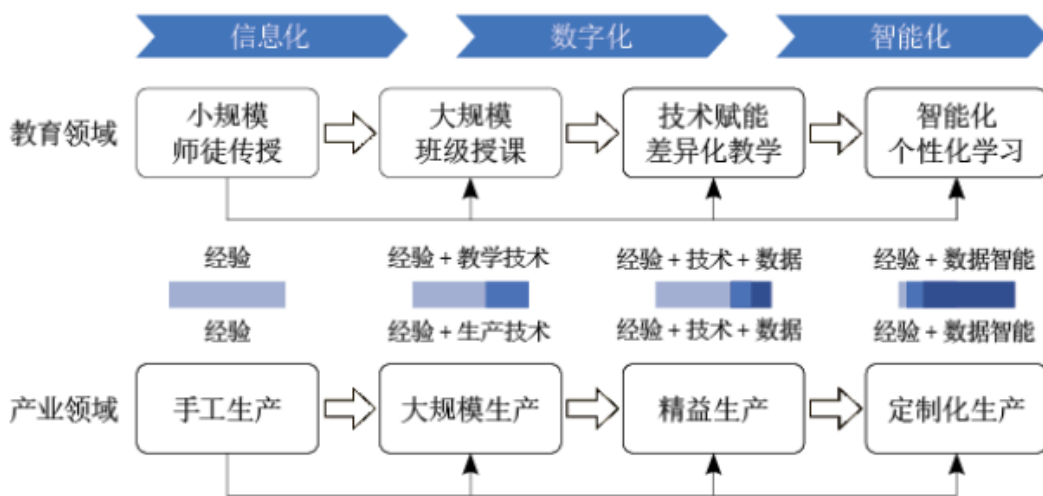 信息化 数字化 智能化
教育领域
小规模
师徒传授
大规模
班级授课
技术赋能
差异化教学
智能化
个性化学习
经验 经验+教学技术 经验+技术+数据 经验+数据智能
经验 经验+生产技术 经验+技术+数据 经验+数据智能
产业领域 手工生产 大规模生产 精益生产 定制化生产